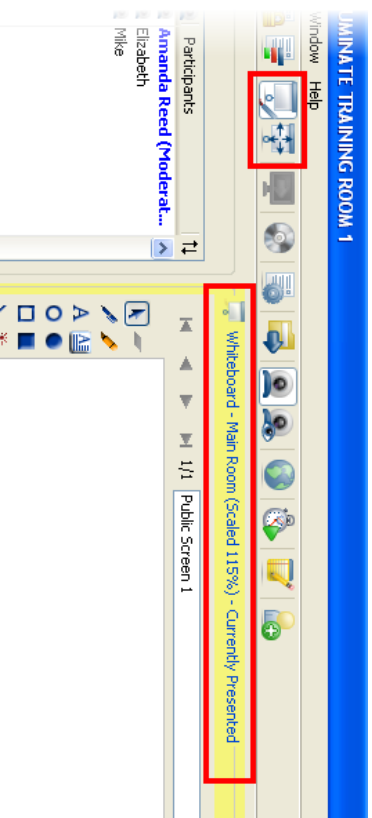 UMINATE TRAINING ROOM 1
Window Help
Participants
Amanda Reed (Moderat...
Elizabeth
Mike
Whiteboard - Main Room (Scaled 115%) - Currently Presented
1/1 Public Screen 1
A A